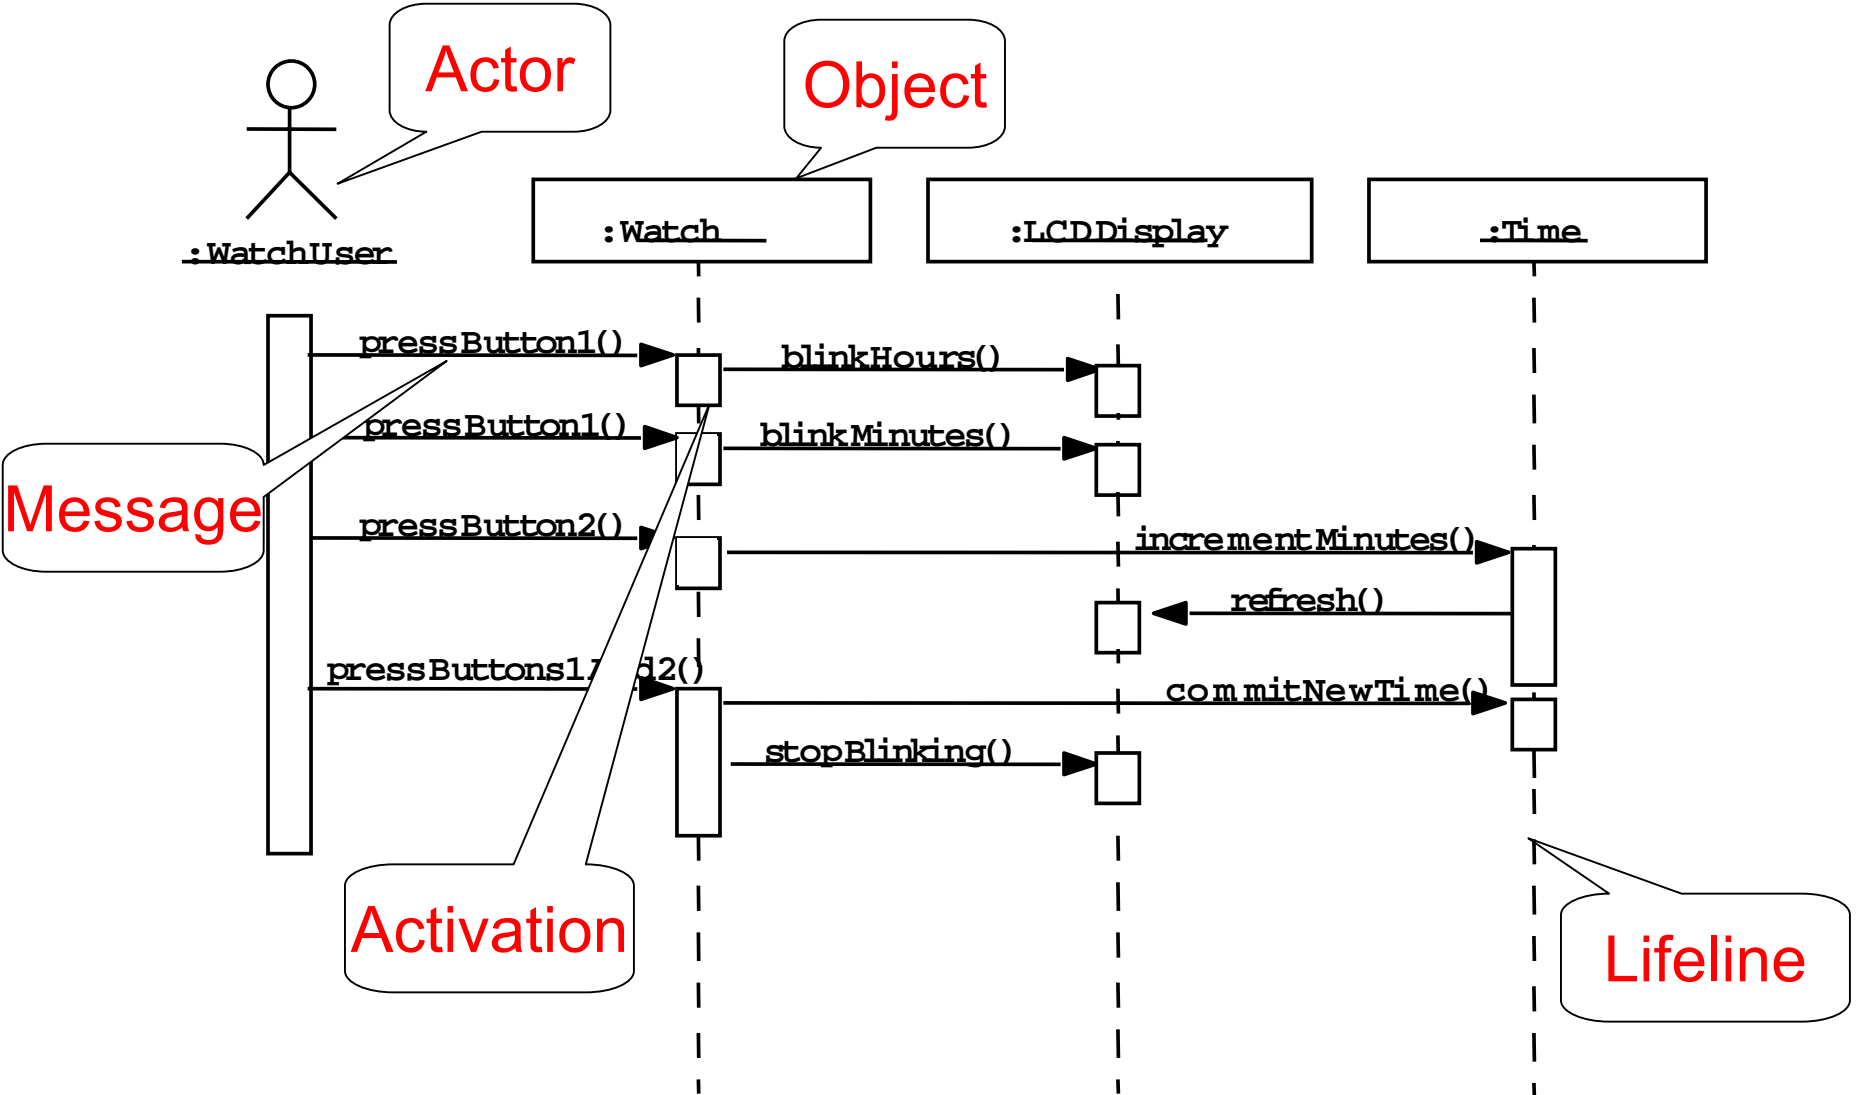 Actor
Object
:WatchUser
:Watch
:LCDDisplay
:Time
pressButton1()
blinkHours()
pressButton1()
blinkMinutes()
Message
pressButton2()
incrementMinutes()
refresh()
commitNewTime()
stopBlinking()
Activation
Lifeline